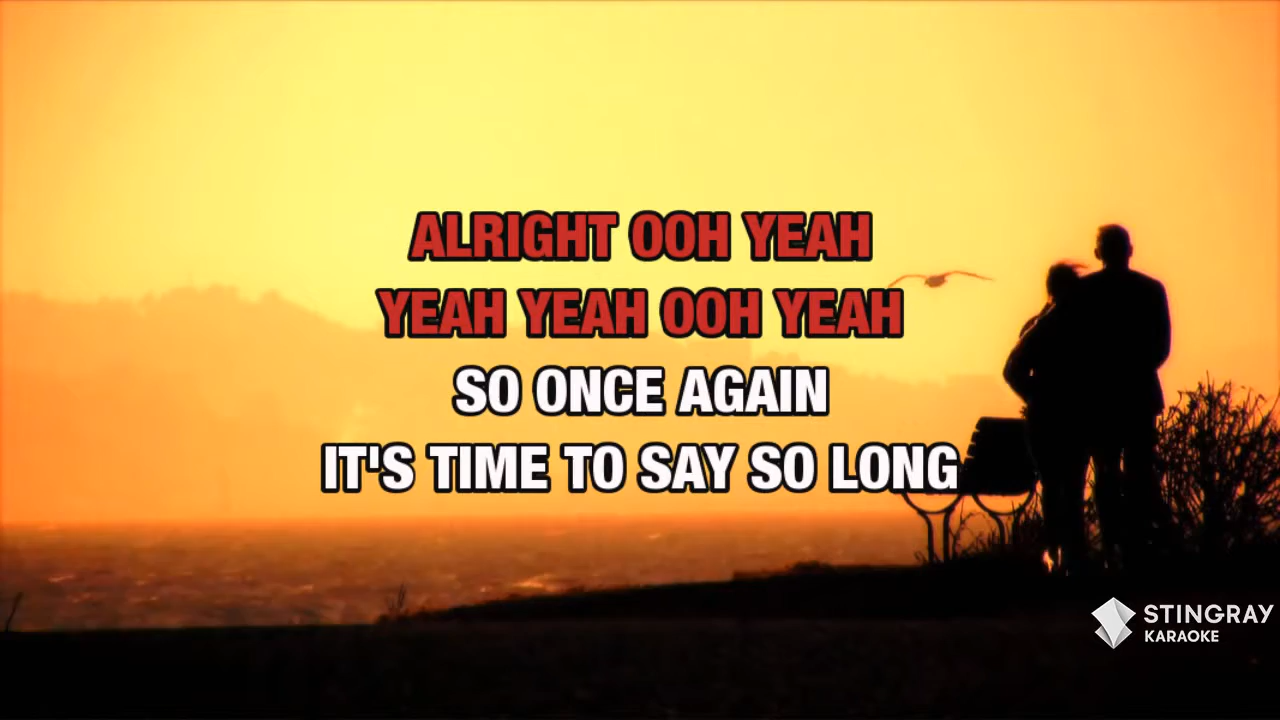 ALRIGHT OOH YEAH
YEAH YEAH OOH YEAH
SO ONCE AGAIN
IT'S TIME TO SAY SO LONG
STINGRAY
KARAOKE